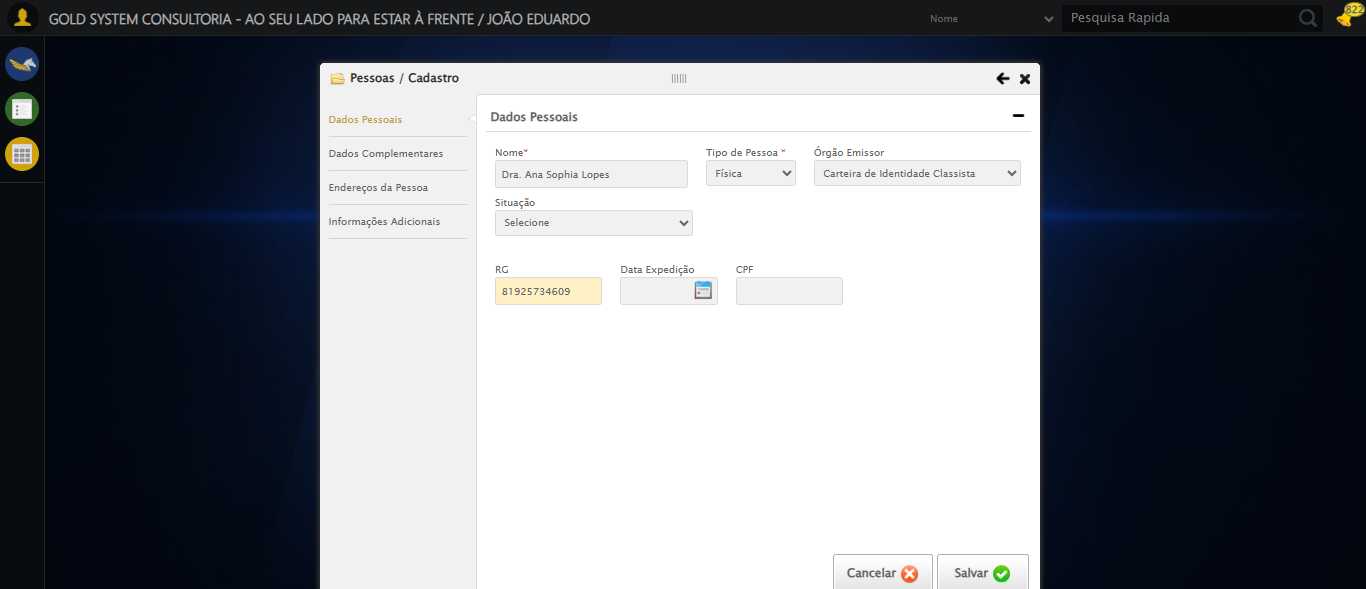 GOLD SYSTEM CONSULTORIA - AO SEU LADO PARA ESTAR À FRENTE / JOÃO EDUARDO
Nome
Pesquisa Rapida
822
Pessoas / Cadastro
Dados Pessoais
Dados Complementares
Endereços da Pessoa
Informações Adicionais
Dados Pessoais
Nome* Tipo de Pessoa * Órgão Emissor
Dra. Ana Sophia Lopes Física Carteira de Identidade Classista
Situação
Selecione
RG Data Expedição CPF
81925734609
Cancelar Salvar